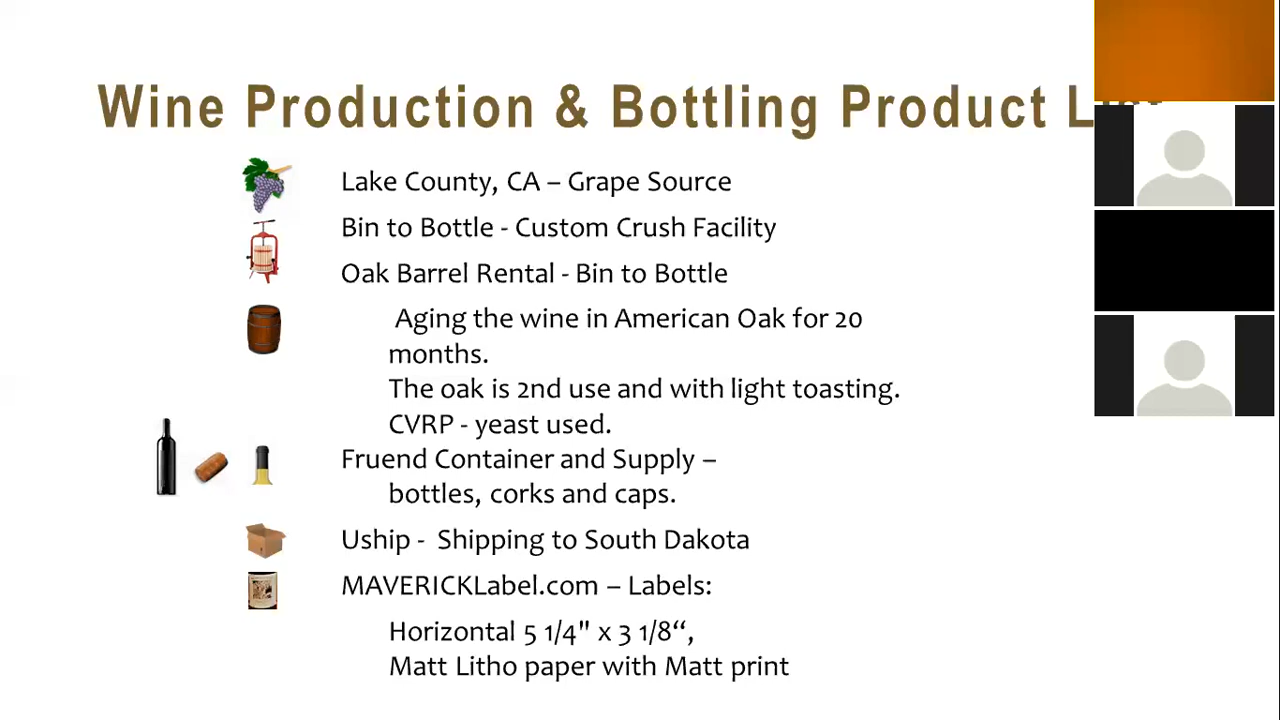 Wine Production & Bottling Product
Lake County, CA – Grape Source
Bin to Bottle - Custom Crush Facility
Oak Barrel Rental - Bin to Bottle
Aging the wine in American Oak for 20
months.
The oak is 2nd use and with light toasting.
CVRP - yeast used.
Fruend Container and Supply –
bottles, corks and caps.
Uship - Shipping to South Dakota
MAVERICKLabel.com – Labels:
Horizontal 5 1/4" x 3 1/8“,
Matt Litho paper with Matt print